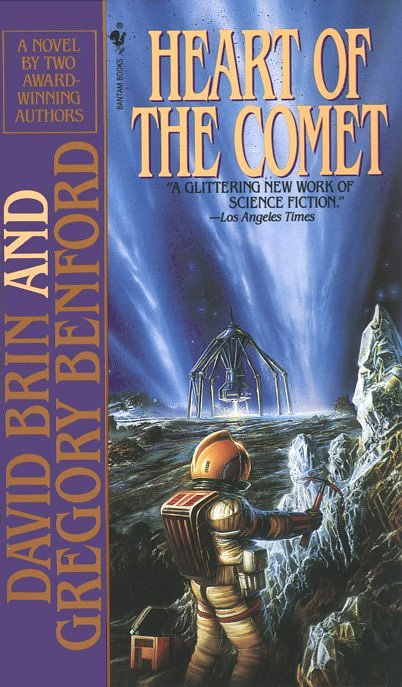 A NOVEL
BY TWO
AWARD-
WINNING
AUTHORS
DAVID BRIN AND
GREGORY BENFORD
BANTAM BOOKS
®
HEART OF
THE COMET
"A GLITTERING NEW WORK OF
SCIENCE FICTION."
—Los Angeles Times